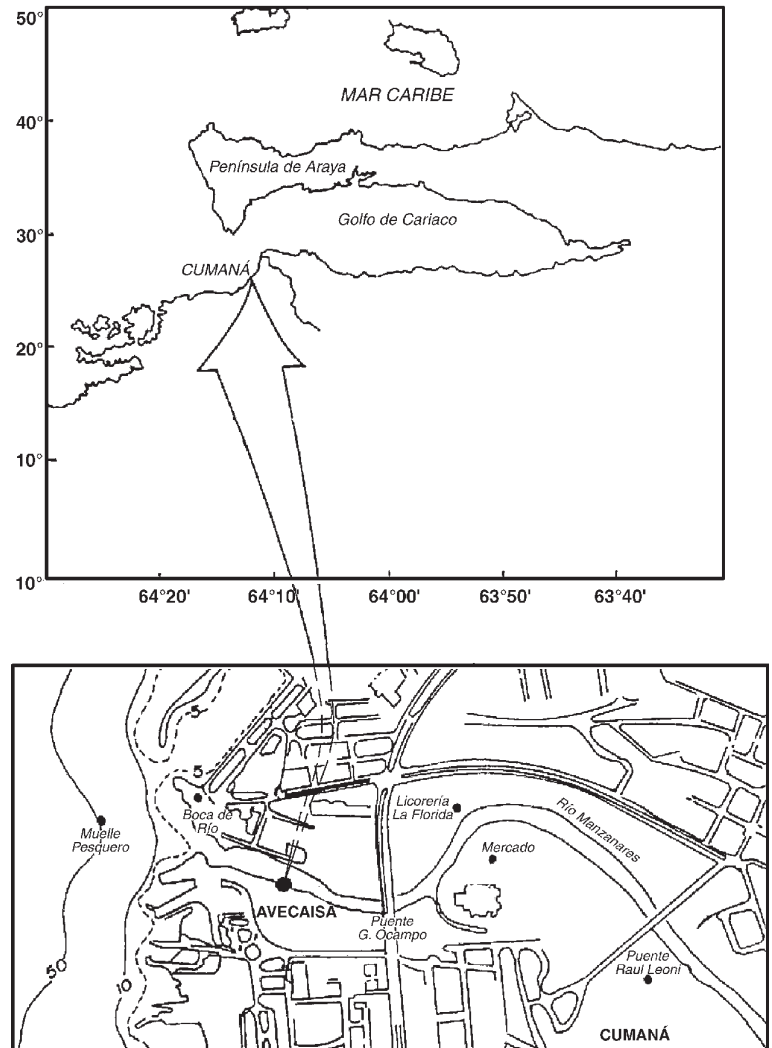 50°
MAR CARIBE
40°
Península de Araya
Golfo de Cariaco
30°
CUMANÁ
20°
10°
10°
64°20'
64°10'
64°00'
63°50'
63°40'
5
5
Boca de
Río
Licorería
La Florida
Río Manzanares
Muelle
Pesquero
Mercado
AVECAISA
Puente
G. Ocampo
Puente
Raul Leoni
50
10
CUMANÁ